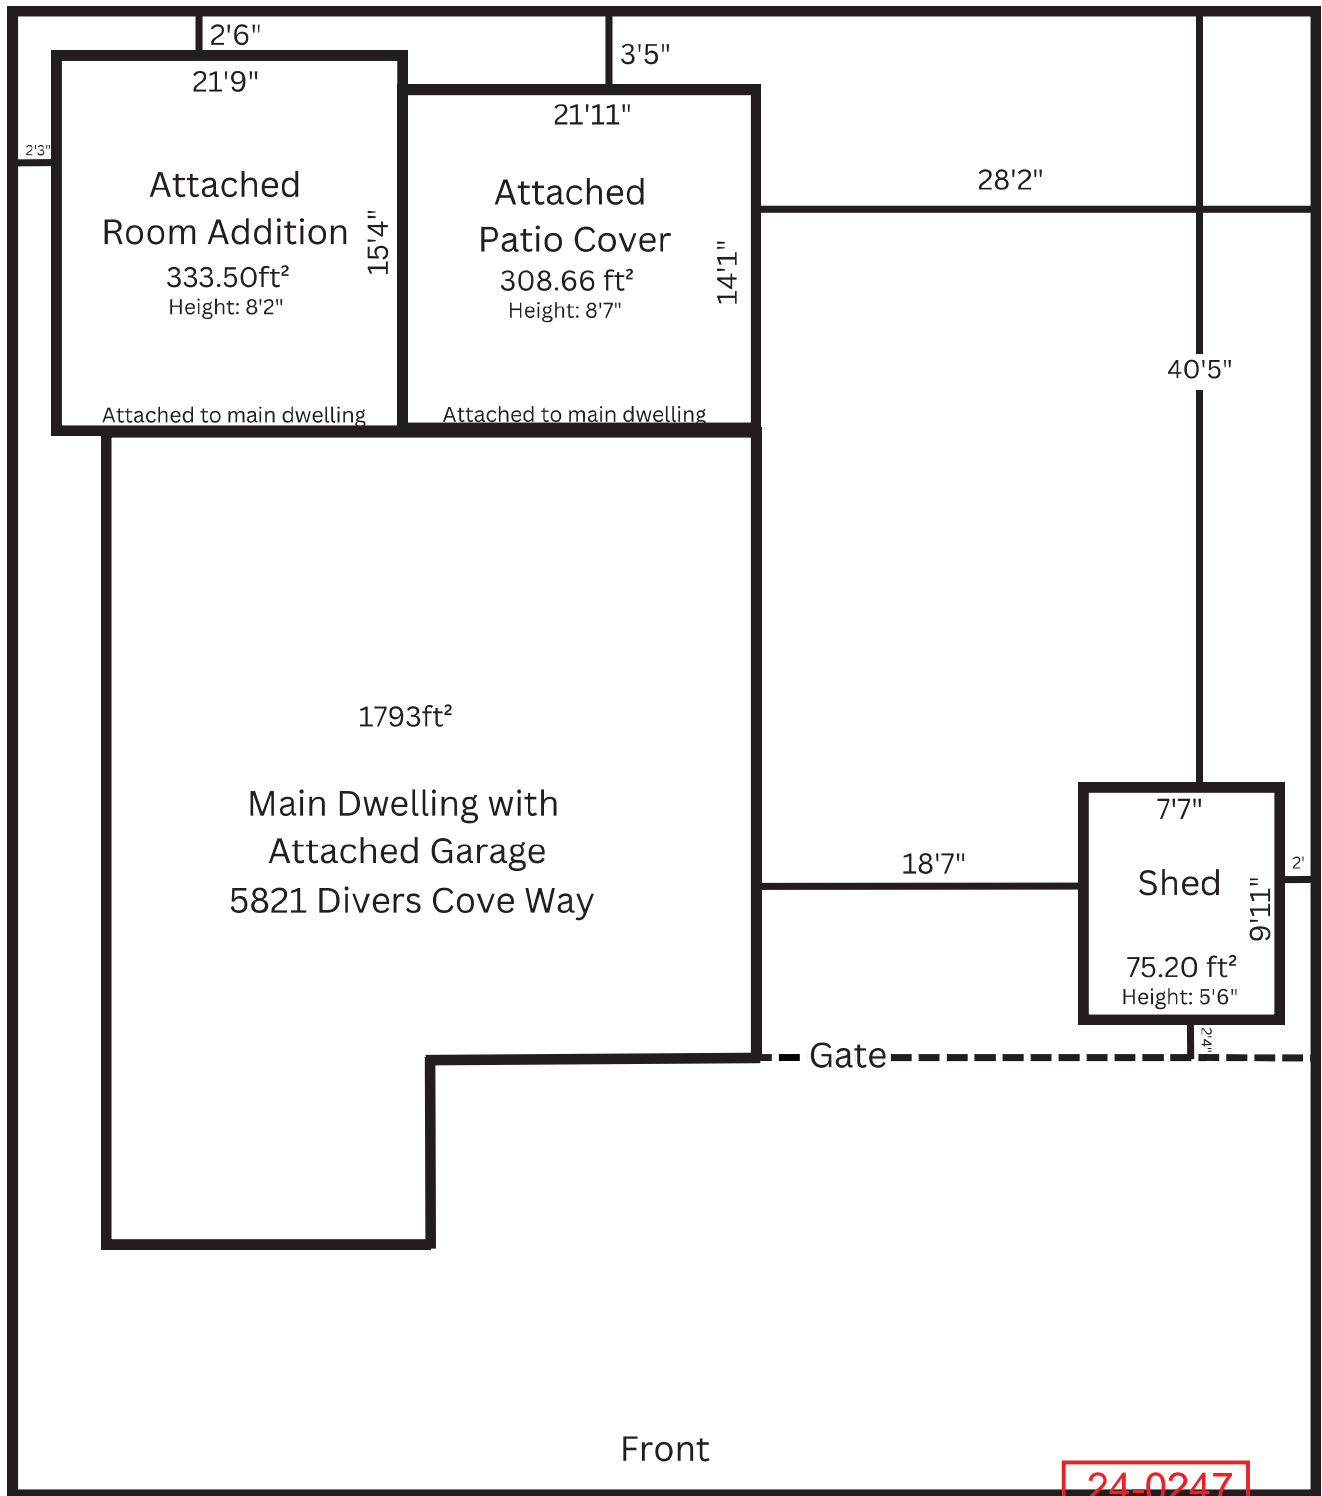 2'6"
3'5"
21'9"
21'11"
2'3"
28'2"
Attached
Room Addition
333.50ft²
Height: 8'2"
15'4"
Attached
Patio Cover
308.66 ft²
Height: 8'7"
14'1"
40'5"
Attached to main dwelling
Attached to main dwelling
1793ft²
Main Dwelling with
Attached Garage
5821 Divers Cove Way
18'7"
7'7"
Shed
9'11"
2'
75.20 ft²
Height: 5'6"
2'4"
Gate
Front
24-0247